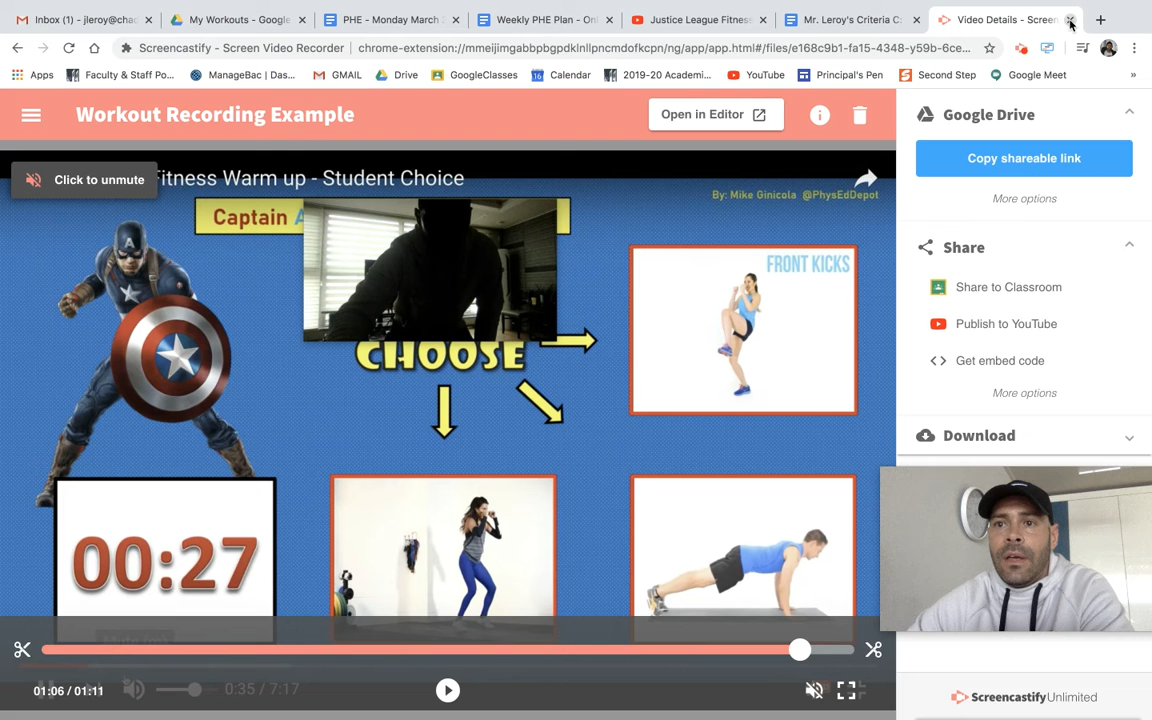 Inbox (1) - jleroy@chac
My Workouts - Google
PHE - Monday March
Weekly PHE Plan - Onl
Justice League Fitness
Mr. Leroy's Criteria C:
Video Details - Screen
Screencastify - Screen Video Recorder
chrome-extension://mmeijimgabbpbgpdklnllpncmdofkcpn/ng/app/app.html#/files/e168c9b1-fa15-4348-y59b-6ce...
Apps
Faculty & Staff Po...
ManageBac | Das...
GMAIL
Drive
GoogleClasses
Calendar
2019-20 Academi...
YouTube
Principal's Pen
Second Step
Google Meet
»
Workout Recording Example
Open in Editor
Click to unmute
Fitness Warm up - Student Choice
By: Mike Ginicola @PhysEdDepot
Captain A
FRONT KICKS
CHOOSE
00:27
Mute (m)
01:06 / 01:11
0:35 / 7:17
Google Drive
Copy shareable link
More options
Share
Share to Classroom
Publish to YouTube
Get embed code
More options
Download
Screencastify Unlimited